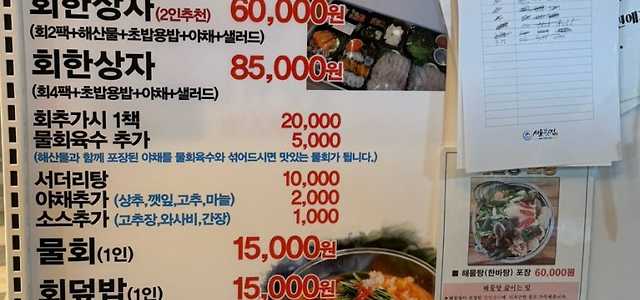 회한상자(2인추천) 60,000원
(회2팩+해산물+초밥용밥+야채+샐러드)
회한상자 85,000원
(회4팩+초밥용밥+야채+샐러드)
회추가시 1책 20,000
물회육수 추가 5,000
(해산물과 함께 포장된 야채를 물회육수와 섞어드시면 맛있는 물회가 됩니다.)
서더리탕 10,000
야채추가 (상추,깻잎,고추,마늘) 2,000
소스추가 (고추장,와사비,간장) 1,000
물회(1인) 15,000원
회덮밥(1인) 15,000원
■ 해물탕(한바탕) 포장 60,000원
해물탕 끓이는 법